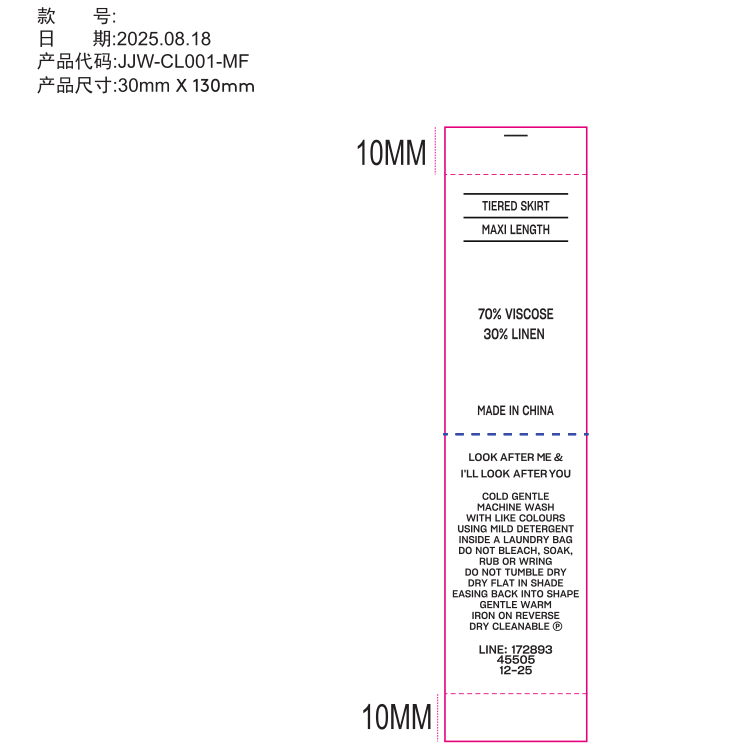 款 号:
日 期:2025.08.18
产品代码:JJW-CL001-MF
产品尺寸:30mm X 130mm
10MM
TIERED SKIRT
MAXI LENGTH
70% VISCOSE
30% LINEN
MADE IN CHINA
LOOK AFTER ME &
I'LL LOOK AFTER YOU
COLD GENTLE
MACHINE WASH
WITH LIKE COLOURS
USING MILD DETERGENT
INSIDE A LAUNDRY BAG
DO NOT BLEACH, SOAK,
RUB OR WRING
DO NOT TUMBLE DRY
DRY FLAT IN SHADE
EASING BACK INTO SHAPE
GENTLE WARM
IRON ON REVERSE
DRY CLEANABLE Ⓟ
LINE: 172893
45505
12-25
10MM